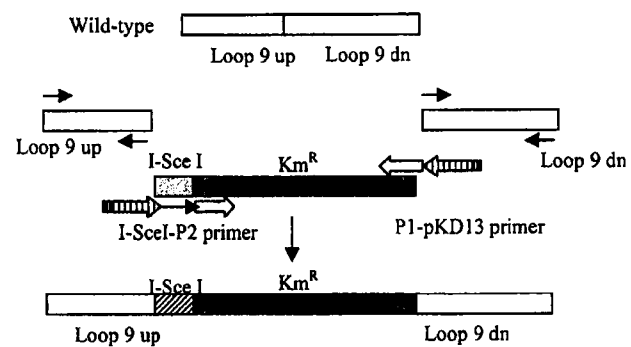 Wild-type
Loop 9 up Loop 9 dn
Loop 9 up
Loop 9 dn
I-Sce I Km^R
I-SceI-P2 primer
P1-pKD13 primer
I-Sce I Km^R
Loop 9 up Loop 9 dn